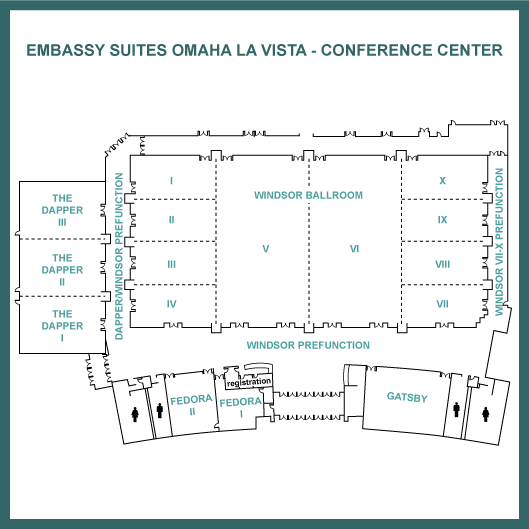 EMBASSY SUITES OMAHA LA VISTA - CONFERENCE CENTER
THE
DAPPER
III
THE
DAPPER
II
THE
DAPPER
I
DAPPER/WINDSOR PREFUNCTION
I
II
III
IV
WINDSOR BALLROOM
V
VI
X
IX
VIII
VII
WINDSOR VII-X PREFUNCTION
WINDSOR PREFUNCTION
registration
FEDORA
II
FEDORA
I
GATSBY